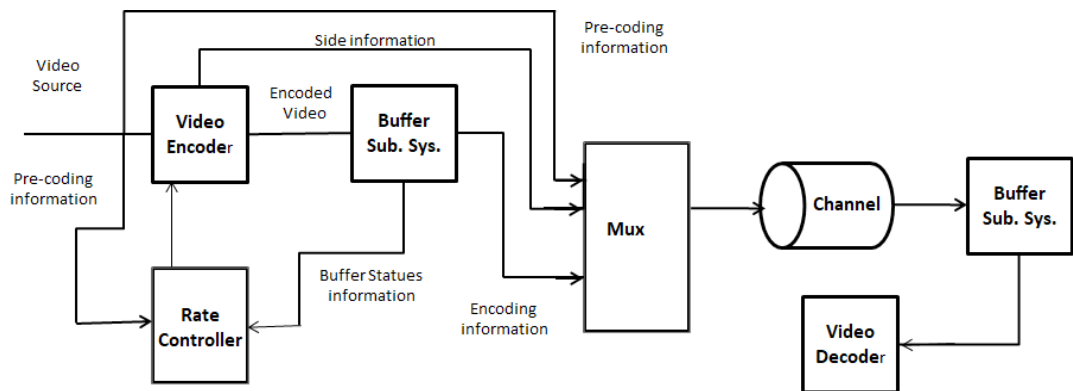 Pre-coding
information
Side information
Video
Source
Encoded
Video
Video
Encoder
Buffer
Sub. Sys.
Pre-coding
information
Mux
Channel
Buffer
Sub. Sys.
Buffer Statues
information
Encoding
information
Rate
Controller
Video
Decoder